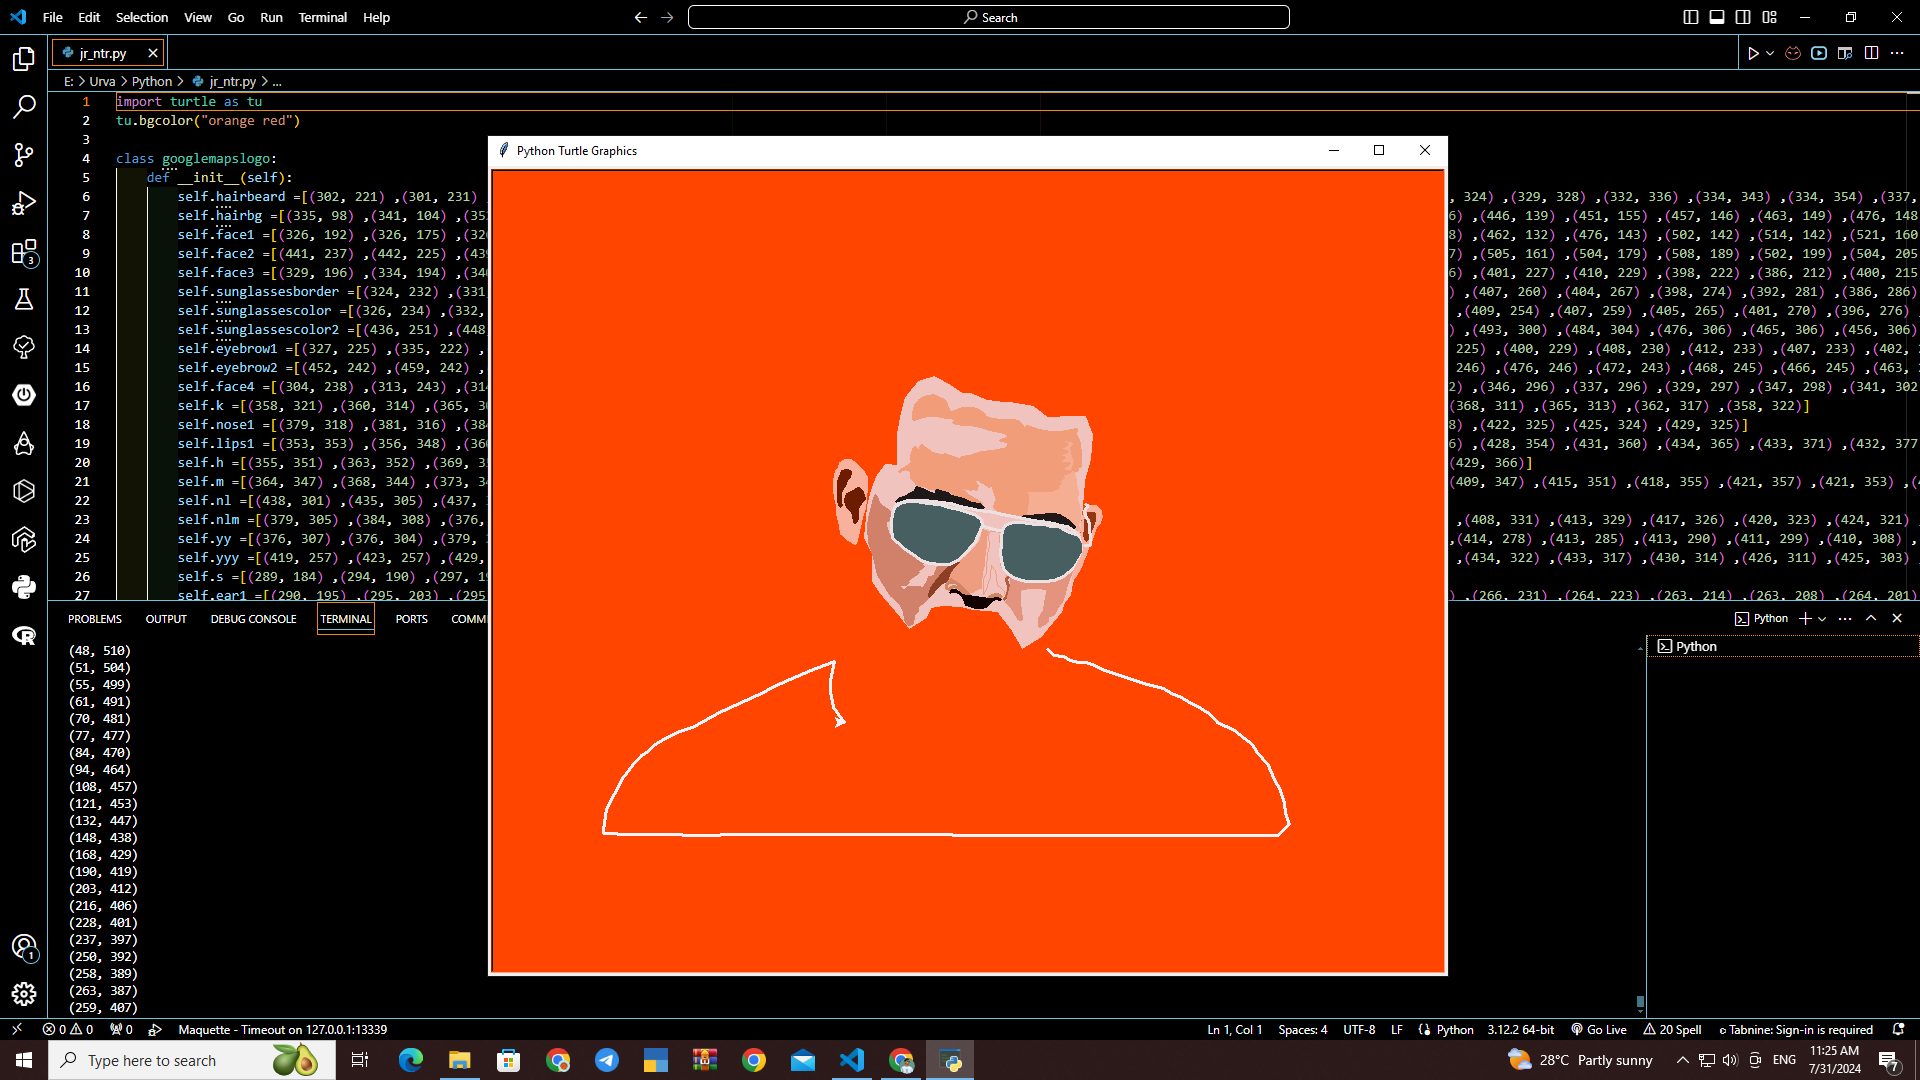 File Edit Selection View Go Run Terminal Help
Search
jr_ntr.py
E: > Urva > Python > jr_ntr.py > ...
1 import turtle as tu
2 tu.bgcolor("orange red")
3
4 class googlemapslogo:
5 def __init__(self):
Python Turtle Graphics
6 self.hairbeard =[(302, 221) ,(301, 231) , 324) ,(329, 328) ,(332, 336) ,(334, 343) ,(334, 354) ,(337,
7 self.hairbg =[(335, 98) ,(341, 104) ,(35 6) ,(446, 139) ,(451, 155) ,(457, 146) ,(463, 149) ,(476, 148
8 self.face1 =[(326, 192) ,(326, 175) ,(32 8) ,(462, 132) ,(476, 143) ,(502, 142) ,(514, 142) ,(521, 160
9 self.face2 =[(441, 237) ,(442, 225) ,(43 7) ,(505, 161) ,(504, 179) ,(508, 189) ,(502, 199) ,(504, 205
10 self.face3 =[(329, 196) ,(334, 194) ,(34 6) ,(401, 227) ,(410, 229) ,(398, 222) ,(386, 212) ,(400, 215
11 self.sunglassesborder =[(324, 232) ,(331 ) ,(407, 260) ,(404, 267) ,(398, 274) ,(392, 281) ,(386, 286)
12 self.sunglassescolor =[(326, 234) ,(332, ,(409, 254) ,(407, 259) ,(405, 265) ,(401, 270) ,(396, 276)
13 self.sunglassescolor2 =[(436, 251) ,(448 ) ,(493, 300) ,(484, 304) ,(476, 306) ,(465, 306) ,(456, 306)
14 self.eyebrow1 =[(327, 225) ,(335, 222) , 225) ,(400, 229) ,(408, 230) ,(412, 233) ,(407, 233) ,(402,
15 self.eyebrow2 =[(452, 242) ,(459, 242) , 246) ,(476, 246) ,(472, 243) ,(468, 245) ,(466, 245) ,(463,
16 self.face4 =[(304, 238) ,(313, 243) ,(314 2) ,(346, 296) ,(337, 296) ,(329, 297) ,(347, 298) ,(341, 302
17 self.k =[(358, 321) ,(360, 314) ,(365, 3 (368, 311) ,(365, 313) ,(362, 317) ,(358, 322)]
18 self.nose1 =[(379, 318) ,(381, 316) ,(38 8) ,(422, 325) ,(425, 324) ,(429, 325)]
19 self.lips1 =[(353, 353) ,(356, 348) ,(36 6) ,(428, 354) ,(431, 360) ,(434, 365) ,(433, 371) ,(432, 377
20 self.h =[(355, 351) ,(363, 352) ,(369, 3 (429, 366)]
21 self.m =[(364, 347) ,(368, 344) ,(373, 3 (409, 347) ,(415, 351) ,(418, 355) ,(421, 357) ,(421, 353) ,(
22 self.nl =[(438, 301) ,(435, 305) ,(437,
23 self.nlm =[(379, 305) ,(384, 308) ,(376, ,(408, 331) ,(413, 329) ,(417, 326) ,(420, 323) ,(424, 321)
24 self.yy =[(376, 307) ,(376, 304) ,(379, ,(414, 278) ,(413, 285) ,(413, 290) ,(411, 299) ,(410, 308) ,
25 self.yyy =[(419, 257) ,(423, 257) ,(429, ,(434, 322) ,(433, 317) ,(430, 314) ,(426, 311) ,(425, 303)
26 self.s =[(289, 184) ,(294, 190) ,(297, 1
27 self.ear1 =[(290, 195) ,(295, 203) ,(295 ) ,(266, 231) ,(264, 223) ,(263, 214) ,(263, 208) ,(264, 201)
PROBLEMS OUTPUT DEBUG CONSOLE TERMINAL PORTS COMM
Python
Python
(48, 510)
(51, 504)
(55, 499)
(61, 491)
(70, 481)
(77, 477)
(84, 470)
(94, 464)
(108, 457)
(121, 453)
(132, 447)
(148, 438)
(168, 429)
(190, 419)
(203, 412)
(216, 406)
(228, 401)
(237, 397)
(250, 392)
(258, 389)
(263, 387)
(259, 407)
3
1
0 0 0 Maquette - Timeout on 127.0.0.1:13339 Ln 1, Col 1 Spaces: 4 UTF-8 LF Python 3.12.2 64-bit Go Live 20 Spell Tabnine: Sign-in is required
Type here to search
28°C Partly sunny
ENG
11:25 AM
7/31/2024
7